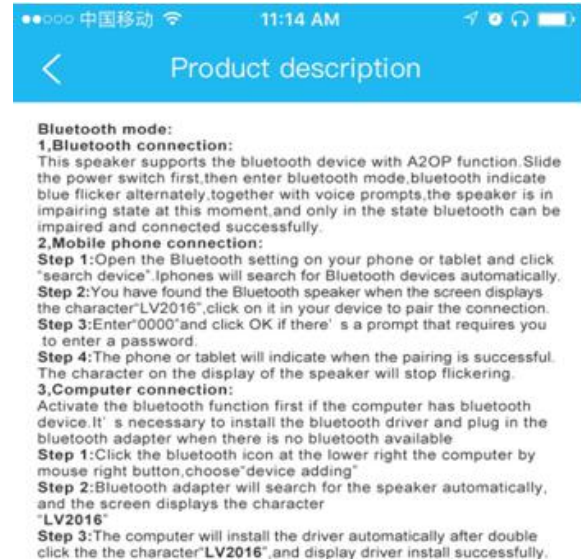 中国移动 11:14 AM
Product description
Bluetooth mode:
1,Bluetooth connection:
This speaker supports the bluetooth device with A2OP function.Slide
the power switch first,then enter bluetooth mode,bluetooth indicate
blue flicker alternately,together with voice prompts,the speaker is in
impairing state at this moment,and only in the state bluetooth can be
impaired and connected successfully.
2,Mobile phone connection:
Step 1:Open the Bluetooth setting on your phone or tablet and click
"search device".Iphones will search for Bluetooth devices automatically.
Step 2:You have found the Bluetooth speaker when the screen displays
the character"LV2016",click on it in your device to pair the connection.
Step 3:Enter"0000"and click OK if there' s a prompt that requires you
to enter a password.
Step 4:The phone or tablet will indicate when the pairing is successful.
The character on the display of the speaker will stop flickering.
3,Computer connection:
Activate the bluetooth function first if the computer has bluetooth
device.It' s necessary to install the bluetooth driver and plug in the
bluetooth adapter when there is no bluetooth available
Step 1:Click the bluetooth icon at the lower right the computer by
mouse right button,choose"device adding"
Step 2:Bluetooth adapter will search for the speaker automatically,
and the screen displays the character
"LV2016"
Step 3:The computer will install the driver automatically after double
click the the character"LV2016",and display driver install successfully.